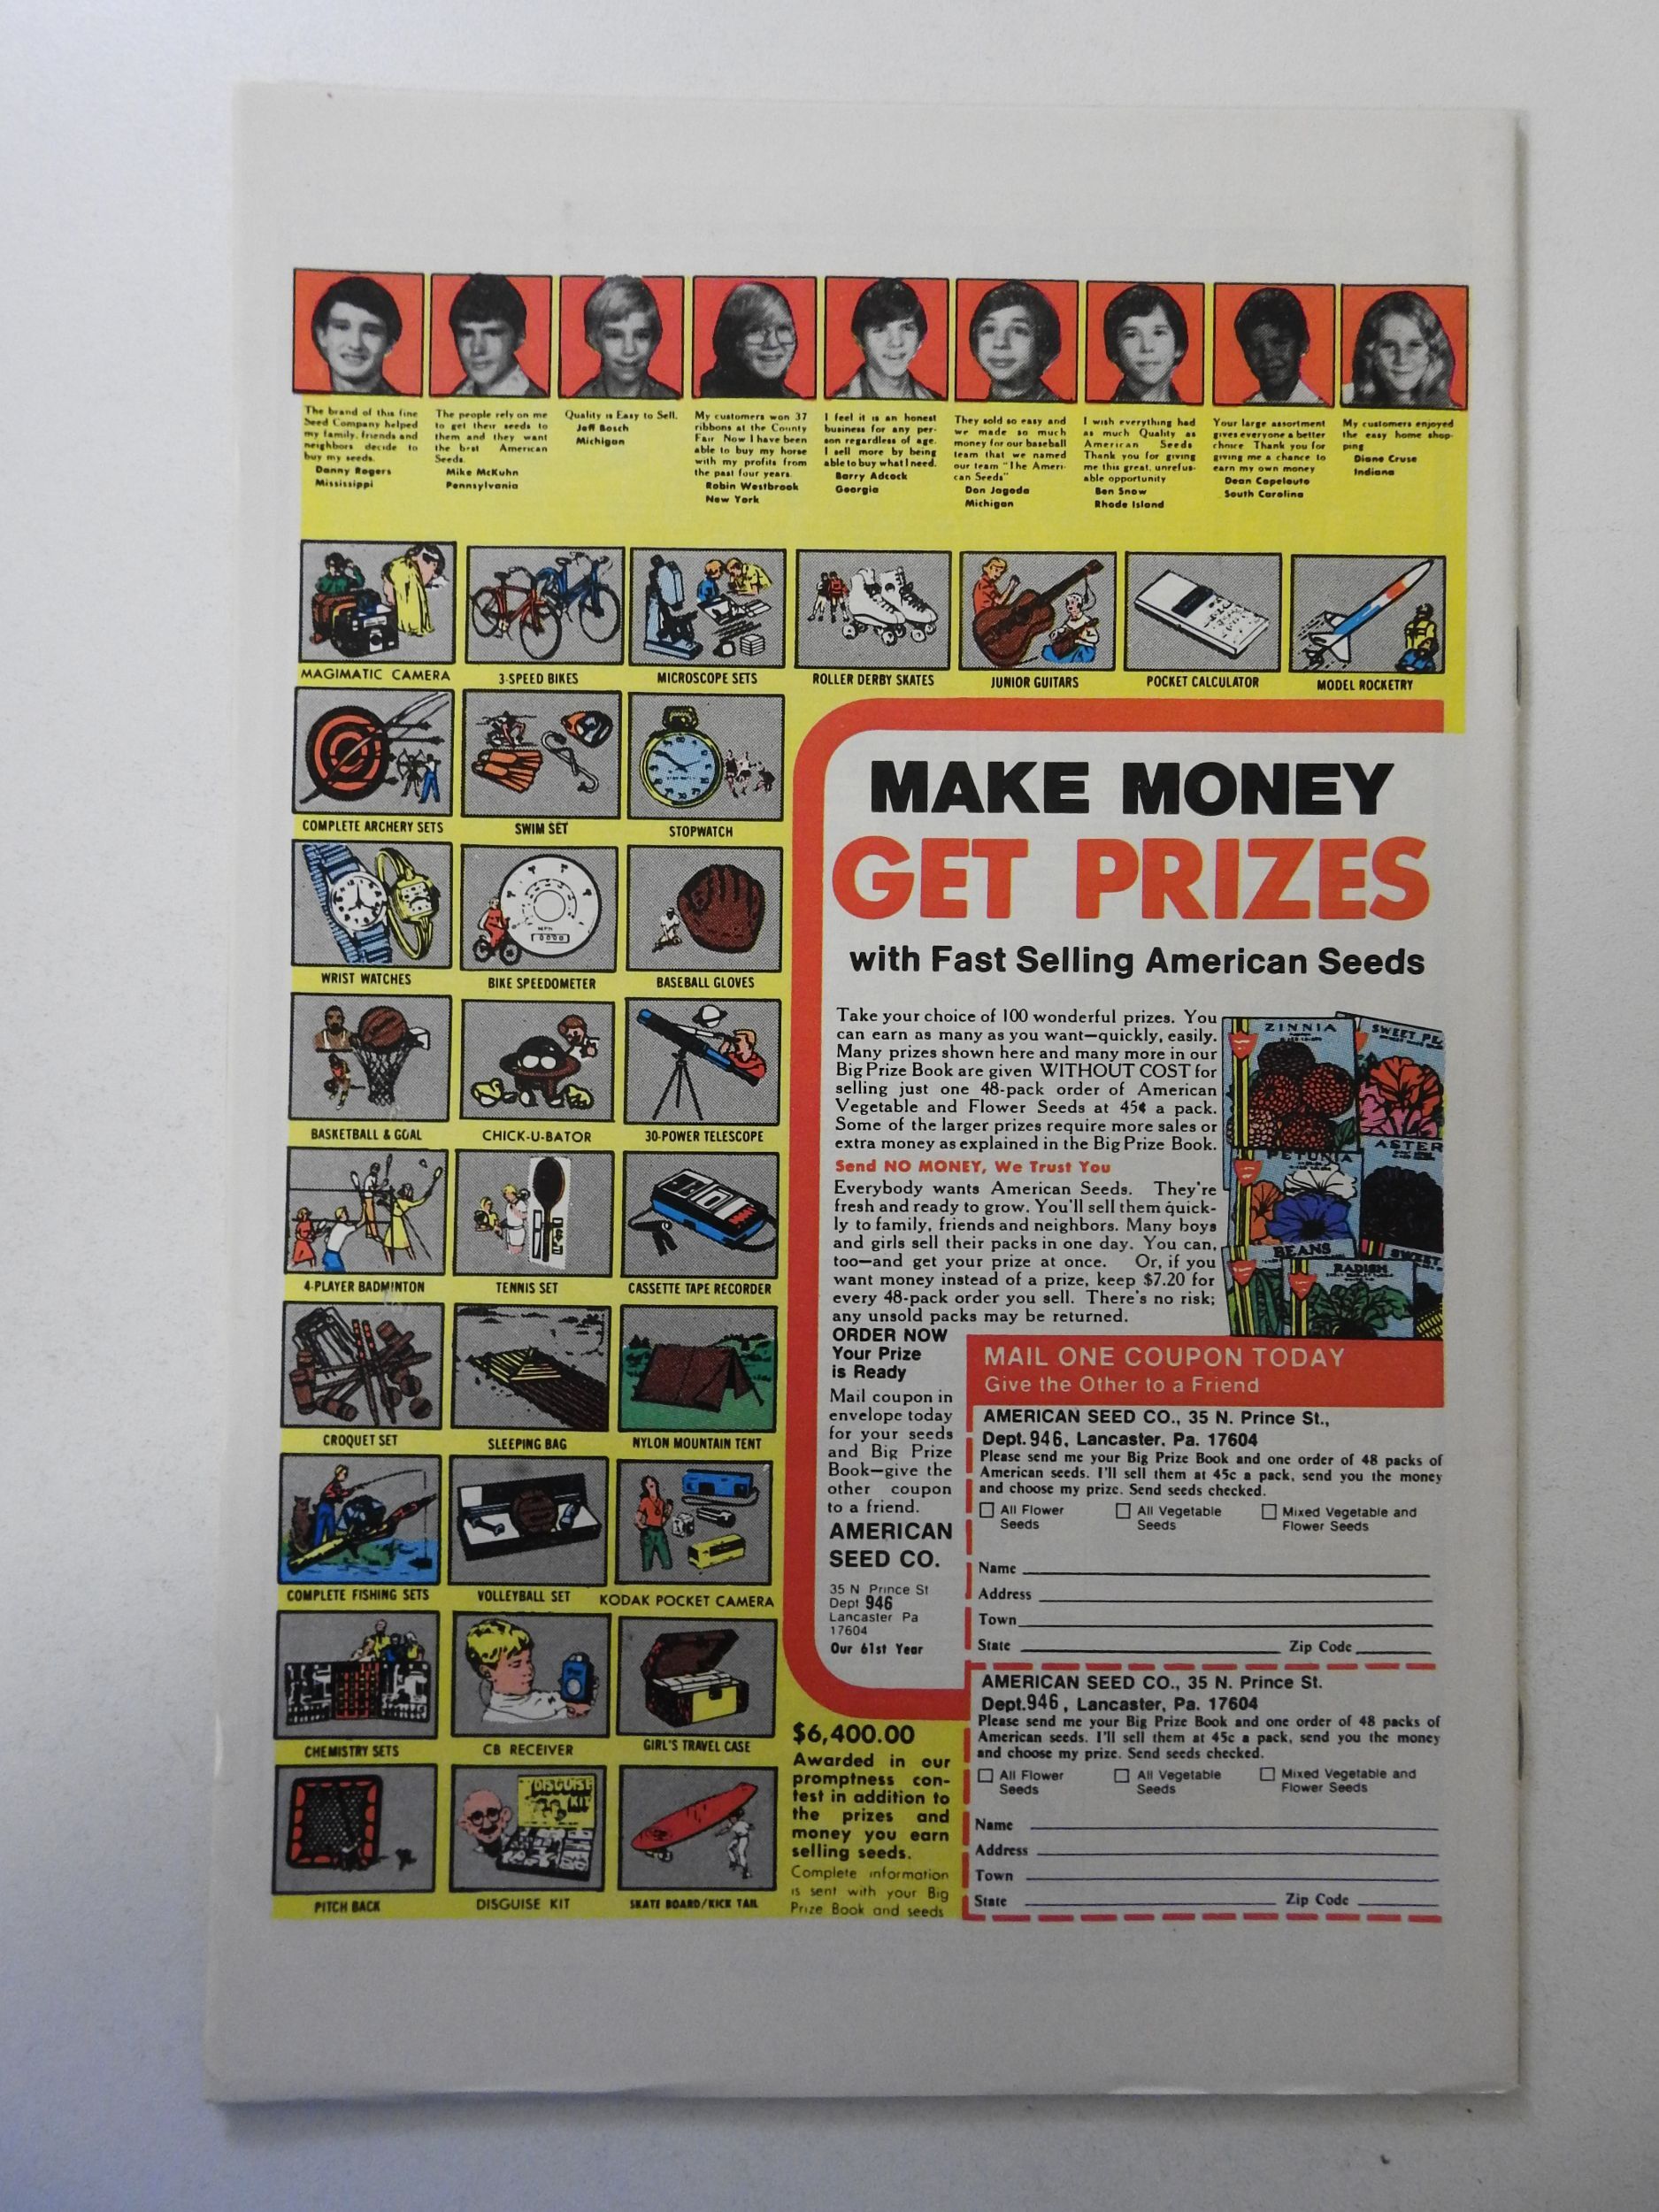 The brand of this fine
Seed Company helped
my family, friends and
neighbors decide to
buy my seeds.
Danny Rogers
Mississippi
The people rely on me
to get their seeds to
them and they want
the best American
Seeds.
Mike McKuhn
Pennsylvania
Quality is Easy to Sell.
Jeff Bosch
Michigan
My customers won 37
ribbons at the County
Fair Now I have been
able to buy my horse
with my profits from
the past four years.
Robin Westbrook
New York
I feel it is an honest
business for any per-
son regardless of age.
I sell more by being
able to buy what I need.
Barry Adcock
Georgia
They sold so easy and
we made so much
money for our baseball
team that we named
our team "The Ameri-
can Seeds"
Don Jagoda
Michigan
I wish everything had
as much Quality as
American Seeds
Thank you for giving
me this great, unrefus-
able opportunity
Ben Snow
Rhode Island
Your large assortment
gives everyone a better
choice Thank you for
giving me a chance to
earn my own money
Dean Copeloute
South Carolina
My customers enjoyed
the easy home shop-
ping
Diane Cruse
Indiana
MAGIMATIC CAMERA
3-SPEED BIKES
MICROSCOPE SETS
ROLLER DERBY SKATES
JUNIOR GUITARS
POCKET CALCULATOR
MODEL ROCKETRY
COMPLETE ARCHERY SETS
SWIM SET
STOPWATCH
MPH
0000
WRIST WATCHES
BIKE SPEEDOMETER
BASEBALL GLOVES
BASKETBALL & GOAL
CHICK-U-BATOR
30-POWER TELESCOPE
4-PLAYER BADMINTON
TENNIS SET
CASSETTE TAPE RECORDER
CROQUET SET
SLEEPING BAG
NYLON MOUNTAIN TENT
COMPLETE FISHING SETS
VOLLEYBALL SET
KODAK POCKET CAMERA
CHEMISTRY SETS
CB RECEIVER
GIRL'S TRAVEL CASE
DISGUISE
KIT
PITCH BACK
DISGUISE KIT
SKATE BOARD/KICK TAIL
MAKE MONEY
GET PRIZES
with Fast Selling American Seeds
Take your choice of 100 wonderful prizes. You
can earn as many as you want—quickly, easily.
Many prizes shown here and many more in our
Big Prize Book are given WITHOUT COST for
selling just one 48-pack order of American
Vegetable and Flower Seeds at 45¢ a pack.
Some of the larger prizes require more sales or
extra money as explained in the Big Prize Book.
Send NO MONEY, We Trust You
Everybody wants American Seeds. They're
fresh and ready to grow. You'll sell them quick-
ly to family, friends and neighbors. Many boys
and girls sell their packs in one day. You can,
too—and get your prize at once. Or, if you
want money instead of a prize, keep $7.20 for
every 48-pack order you sell. There's no risk;
any unsold packs may be returned.
ZINNIA
SWEET PE
ASTER
PETUNIA
BEANS
SWEET
RADISH
ORDER NOW
Your Prize
is Ready
Mail coupon in
envelope today
for your seeds
and Big Prize
Book—give the
other coupon
to a friend.
AMERICAN
SEED CO.
35 N Prince St
Dept 946
Lancaster Pa
17604
Our 61st Year
$6,400.00
Awarded in our
promptness con-
test in addition to
the prizes and
money you earn
selling seeds.
Complete information
is sent with your Big
Prize Book and seeds
MAIL ONE COUPON TODAY
Give the Other to a Friend
AMERICAN SEED CO., 35 N. Prince St.,
Dept. 946, Lancaster, Pa. 17604
Please send me your Big Prize Book and one order of 48 packs of
American seeds. I'll sell them at 45c a pack, send you the money
and choose my prize. Send seeds checked.
All Flower
Seeds
All Vegetable
Seeds
Mixed Vegetable and
Flower Seeds
Name
Address
Town
State Zip Code
AMERICAN SEED CO., 35 N. Prince St.
Dept. 946, Lancaster, Pa. 17604
Please send me your Big Prize Book and one order of 48 packs of
American seeds. I'll sell them at 45c a pack, send you the money
and choose my prize. Send seeds checked.
All Flower
Seeds
All Vegetable
Seeds
Mixed Vegetable and
Flower Seeds
Name
Address
Town
State Zip Code